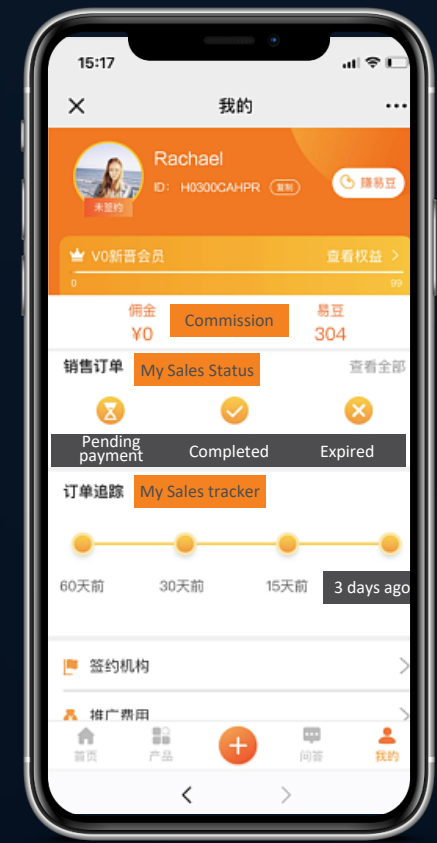 15:17
我的
Rachael
ID: H0300CAHPR 复制
赚易豆
未签约
V0新晋会员
查看权益
0
99
佣金
Commission
易豆
¥0
304
销售订单
My Sales Status
查看全部
Pending
payment
Completed
Expired
订单追踪
My Sales tracker
60天前
30天前
15天前
3 days ago
签约机构
推广费用
首页
产品
问答
我的